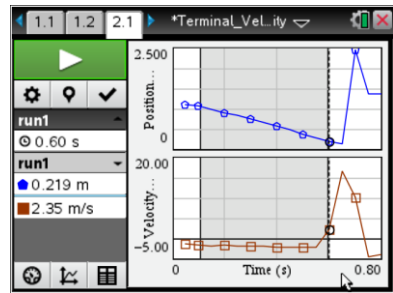 1.1 1.2 2.1 *Terminal_Vel...ity
run1
0.60 s
run1
0.219 m
2.35 m/s
2.500
Position...
0
20.00
Velocity...
-5.00
0 Time (s) 0.80